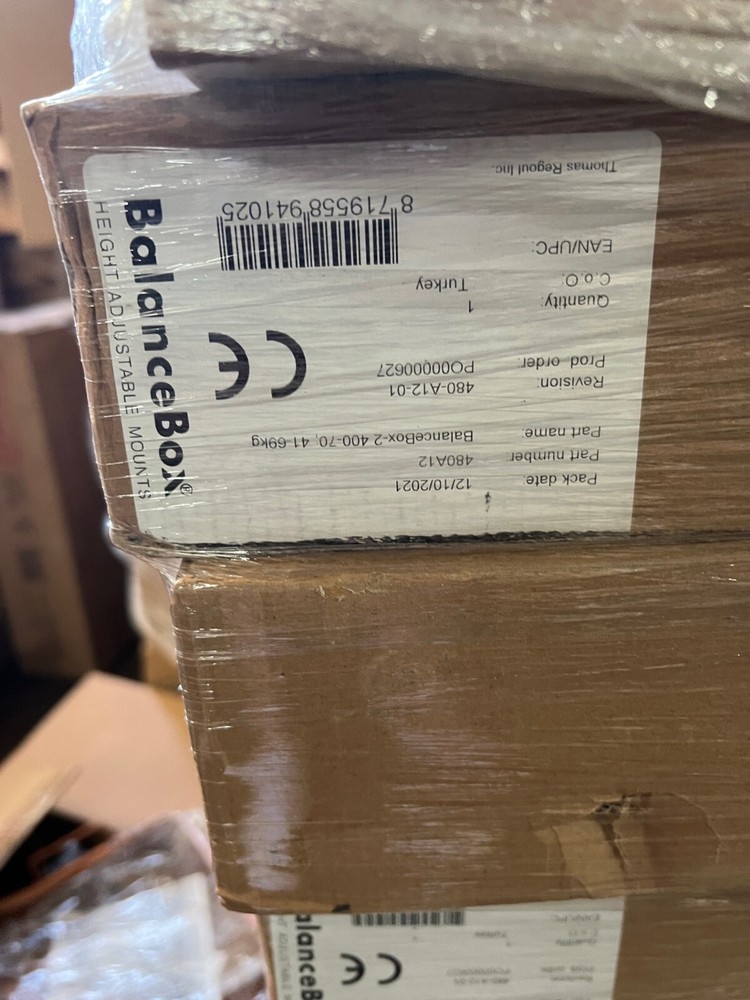 BalanceBox®
HEIGHT ADJUSTABLE MOUNTS
Pack date: 12/10/2021
Part number 480A12
Part name: BalanceBox-2 400-70, 41-69kg
Revision: 480-A12-01
Prod order: PO00000627
Quantity: 1
C.o.O: Turkey
EAN/UPC:
8 719558 941025
Thomas Regout Inc.
alanceB